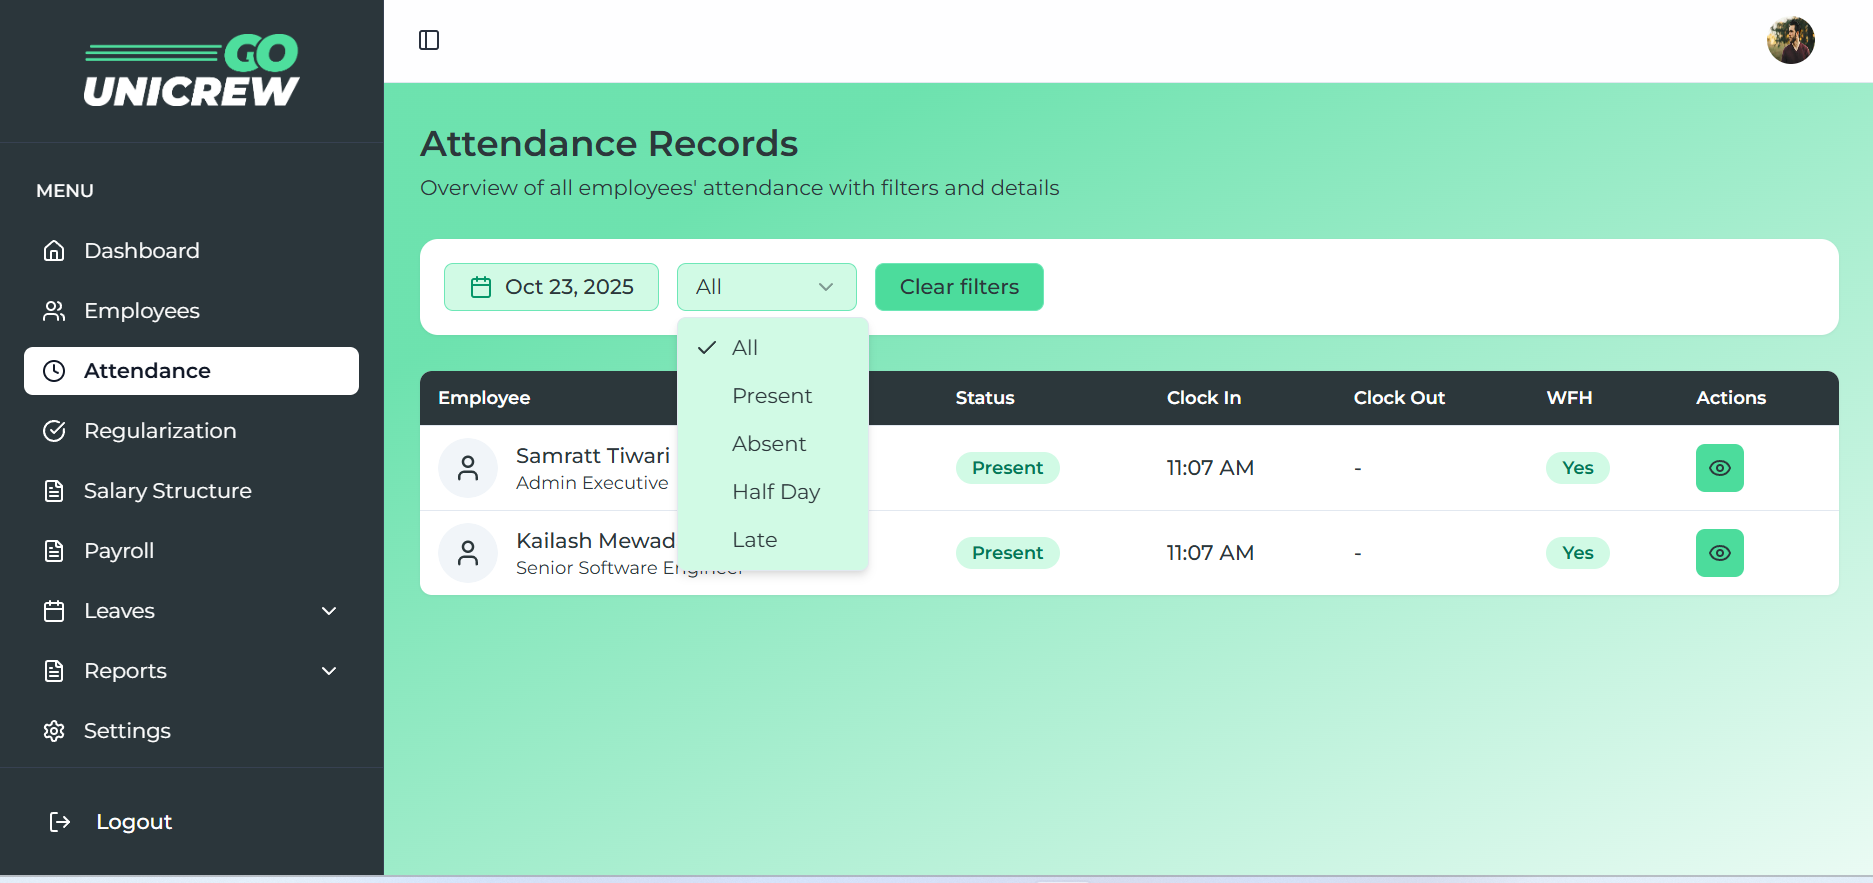 GO
UNICREW
MENU
Dashboard
Employees
Attendance
Regularization
Salary Structure
Payroll
Leaves
Reports
Settings
Logout
Attendance Records
Overview of all employees' attendance with filters and details
Oct 23, 2025
All
Clear filters
All
Present
Absent
Half Day
Late
Employee Status Clock In Clock Out WFH Actions
Samratt Tiwari
Admin Executive
Present 11:07 AM - Yes
Kailash Mewad
Senior Software Engineer
Present 11:07 AM - Yes